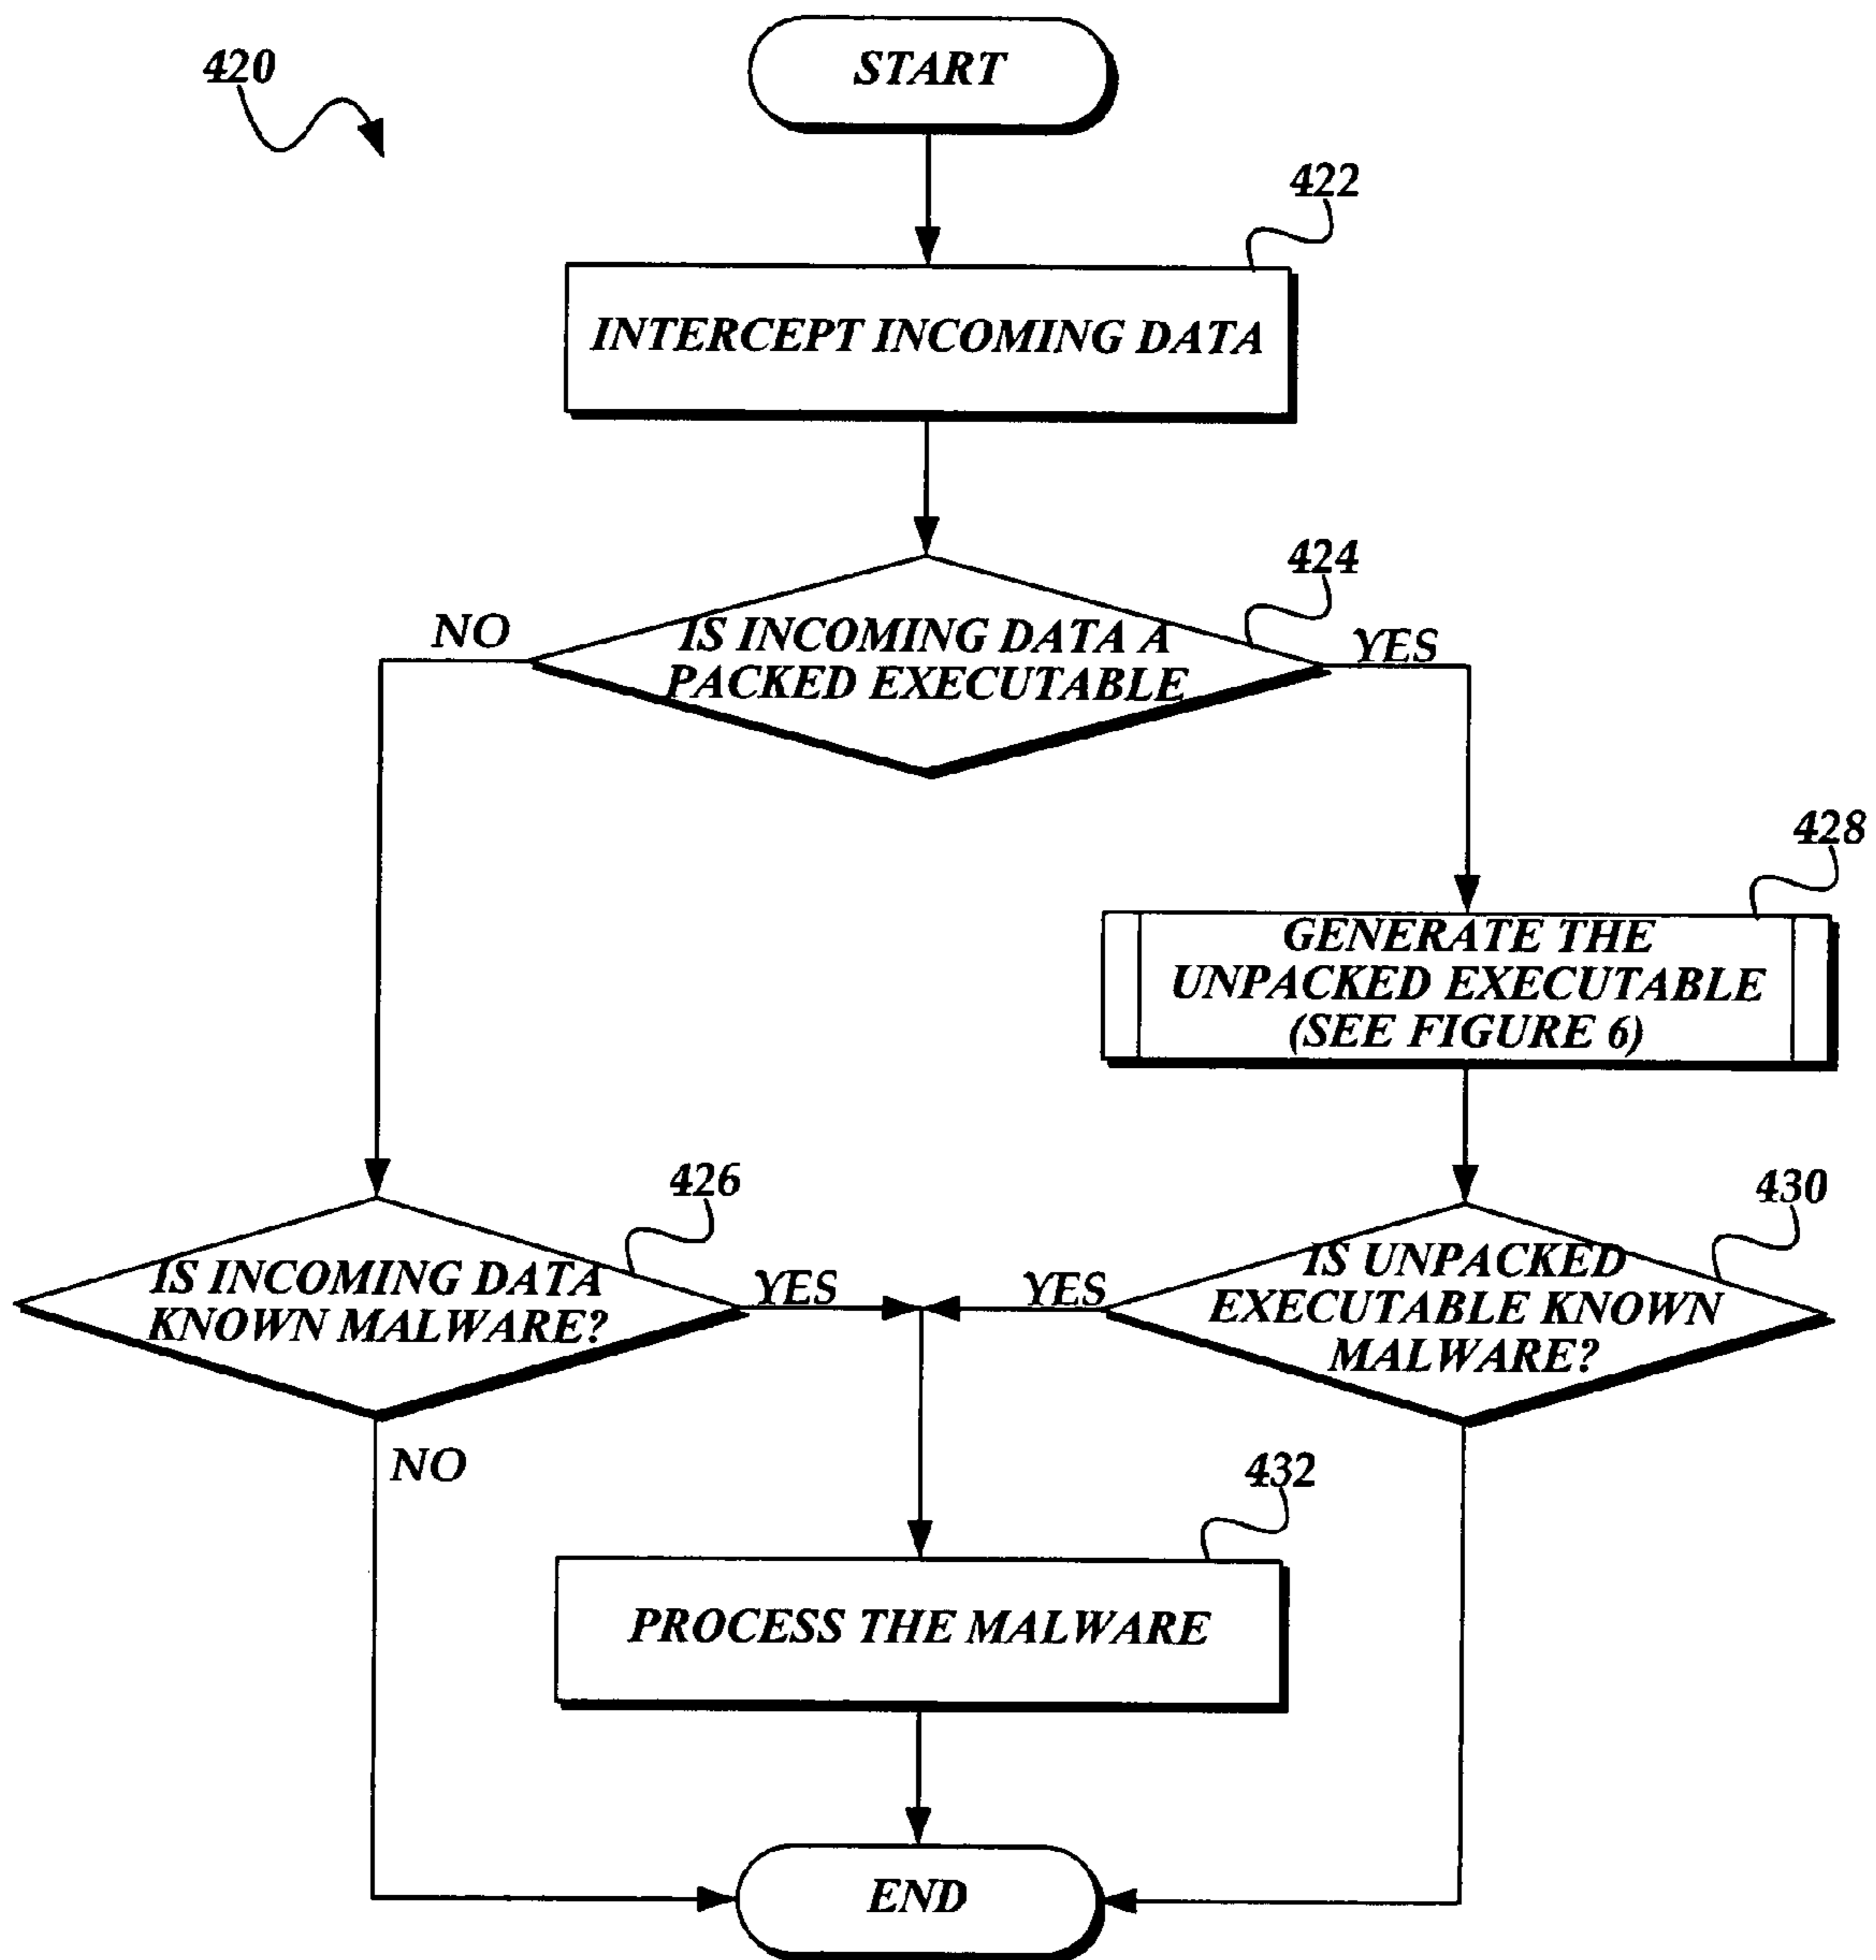 START
420
422
INTERCEPT INCOMING DATA
424
NO
IS INCOMING DATA A
PACKED EXECUTABLE
YES
428
GENERATE THE
UNPACKED EXECUTABLE
(SEE FIGURE 6)
426
430
IS INCOMING DATA
KNOWN MALWARE?
YES
YES
IS UNPACKED
EXECUTABLE KNOWN
MALWARE?
NO
432
PROCESS THE MALWARE
END